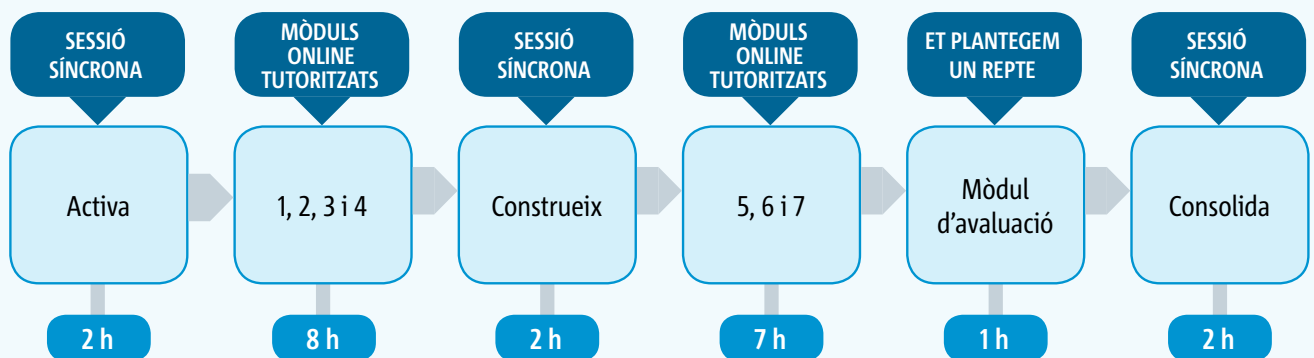 SESSIÓ
SÍNCRONA
MÒDULS
ONLINE
TUTORITZATS
SESSIÓ
SÍNCRONA
MÒDULS
ONLINE
TUTORITZATS
ET PLANTEGEM
UN REPTE
SESSIÓ
SÍNCRONA
Activa
1, 2, 3 i 4
Construeix
5, 6 i 7
Mòdul
d'avaluació
Consolida
2 h
8 h
2 h
7 h
1 h
2 h